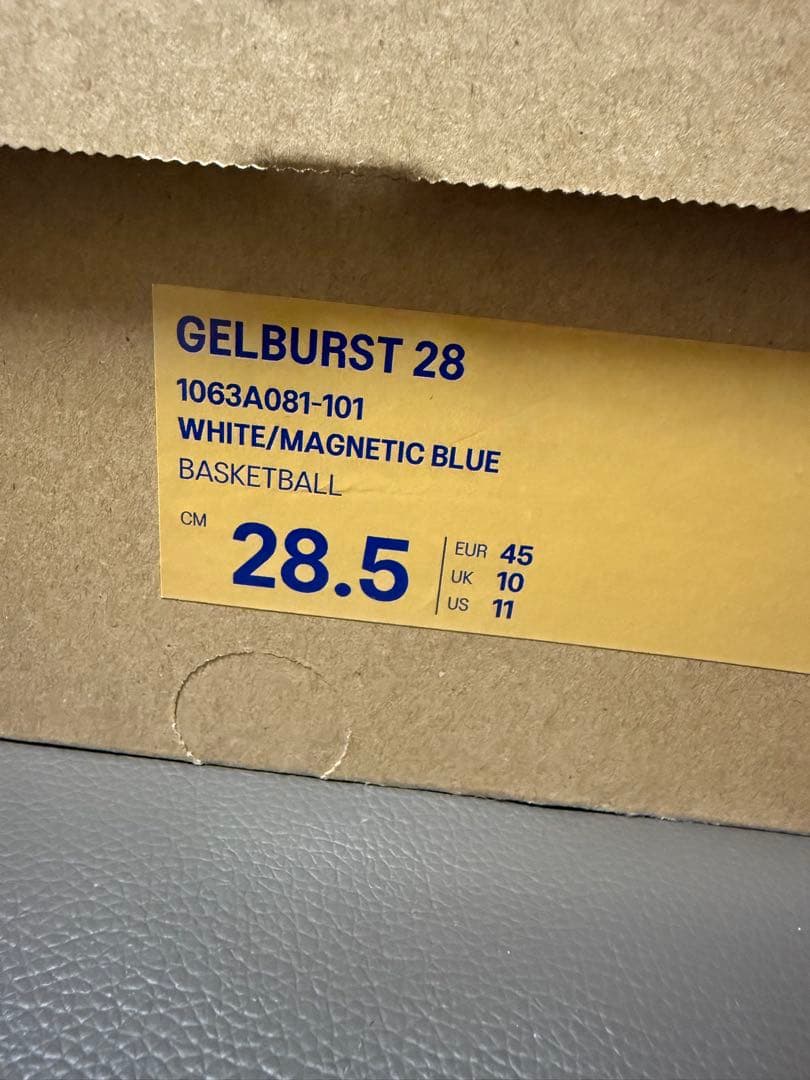 GELBURST 28
1063A081-101
WHITE/MAGNETIC BLUE
BASKETBALL
CM 28.5
EUR 45
UK 10
US 11